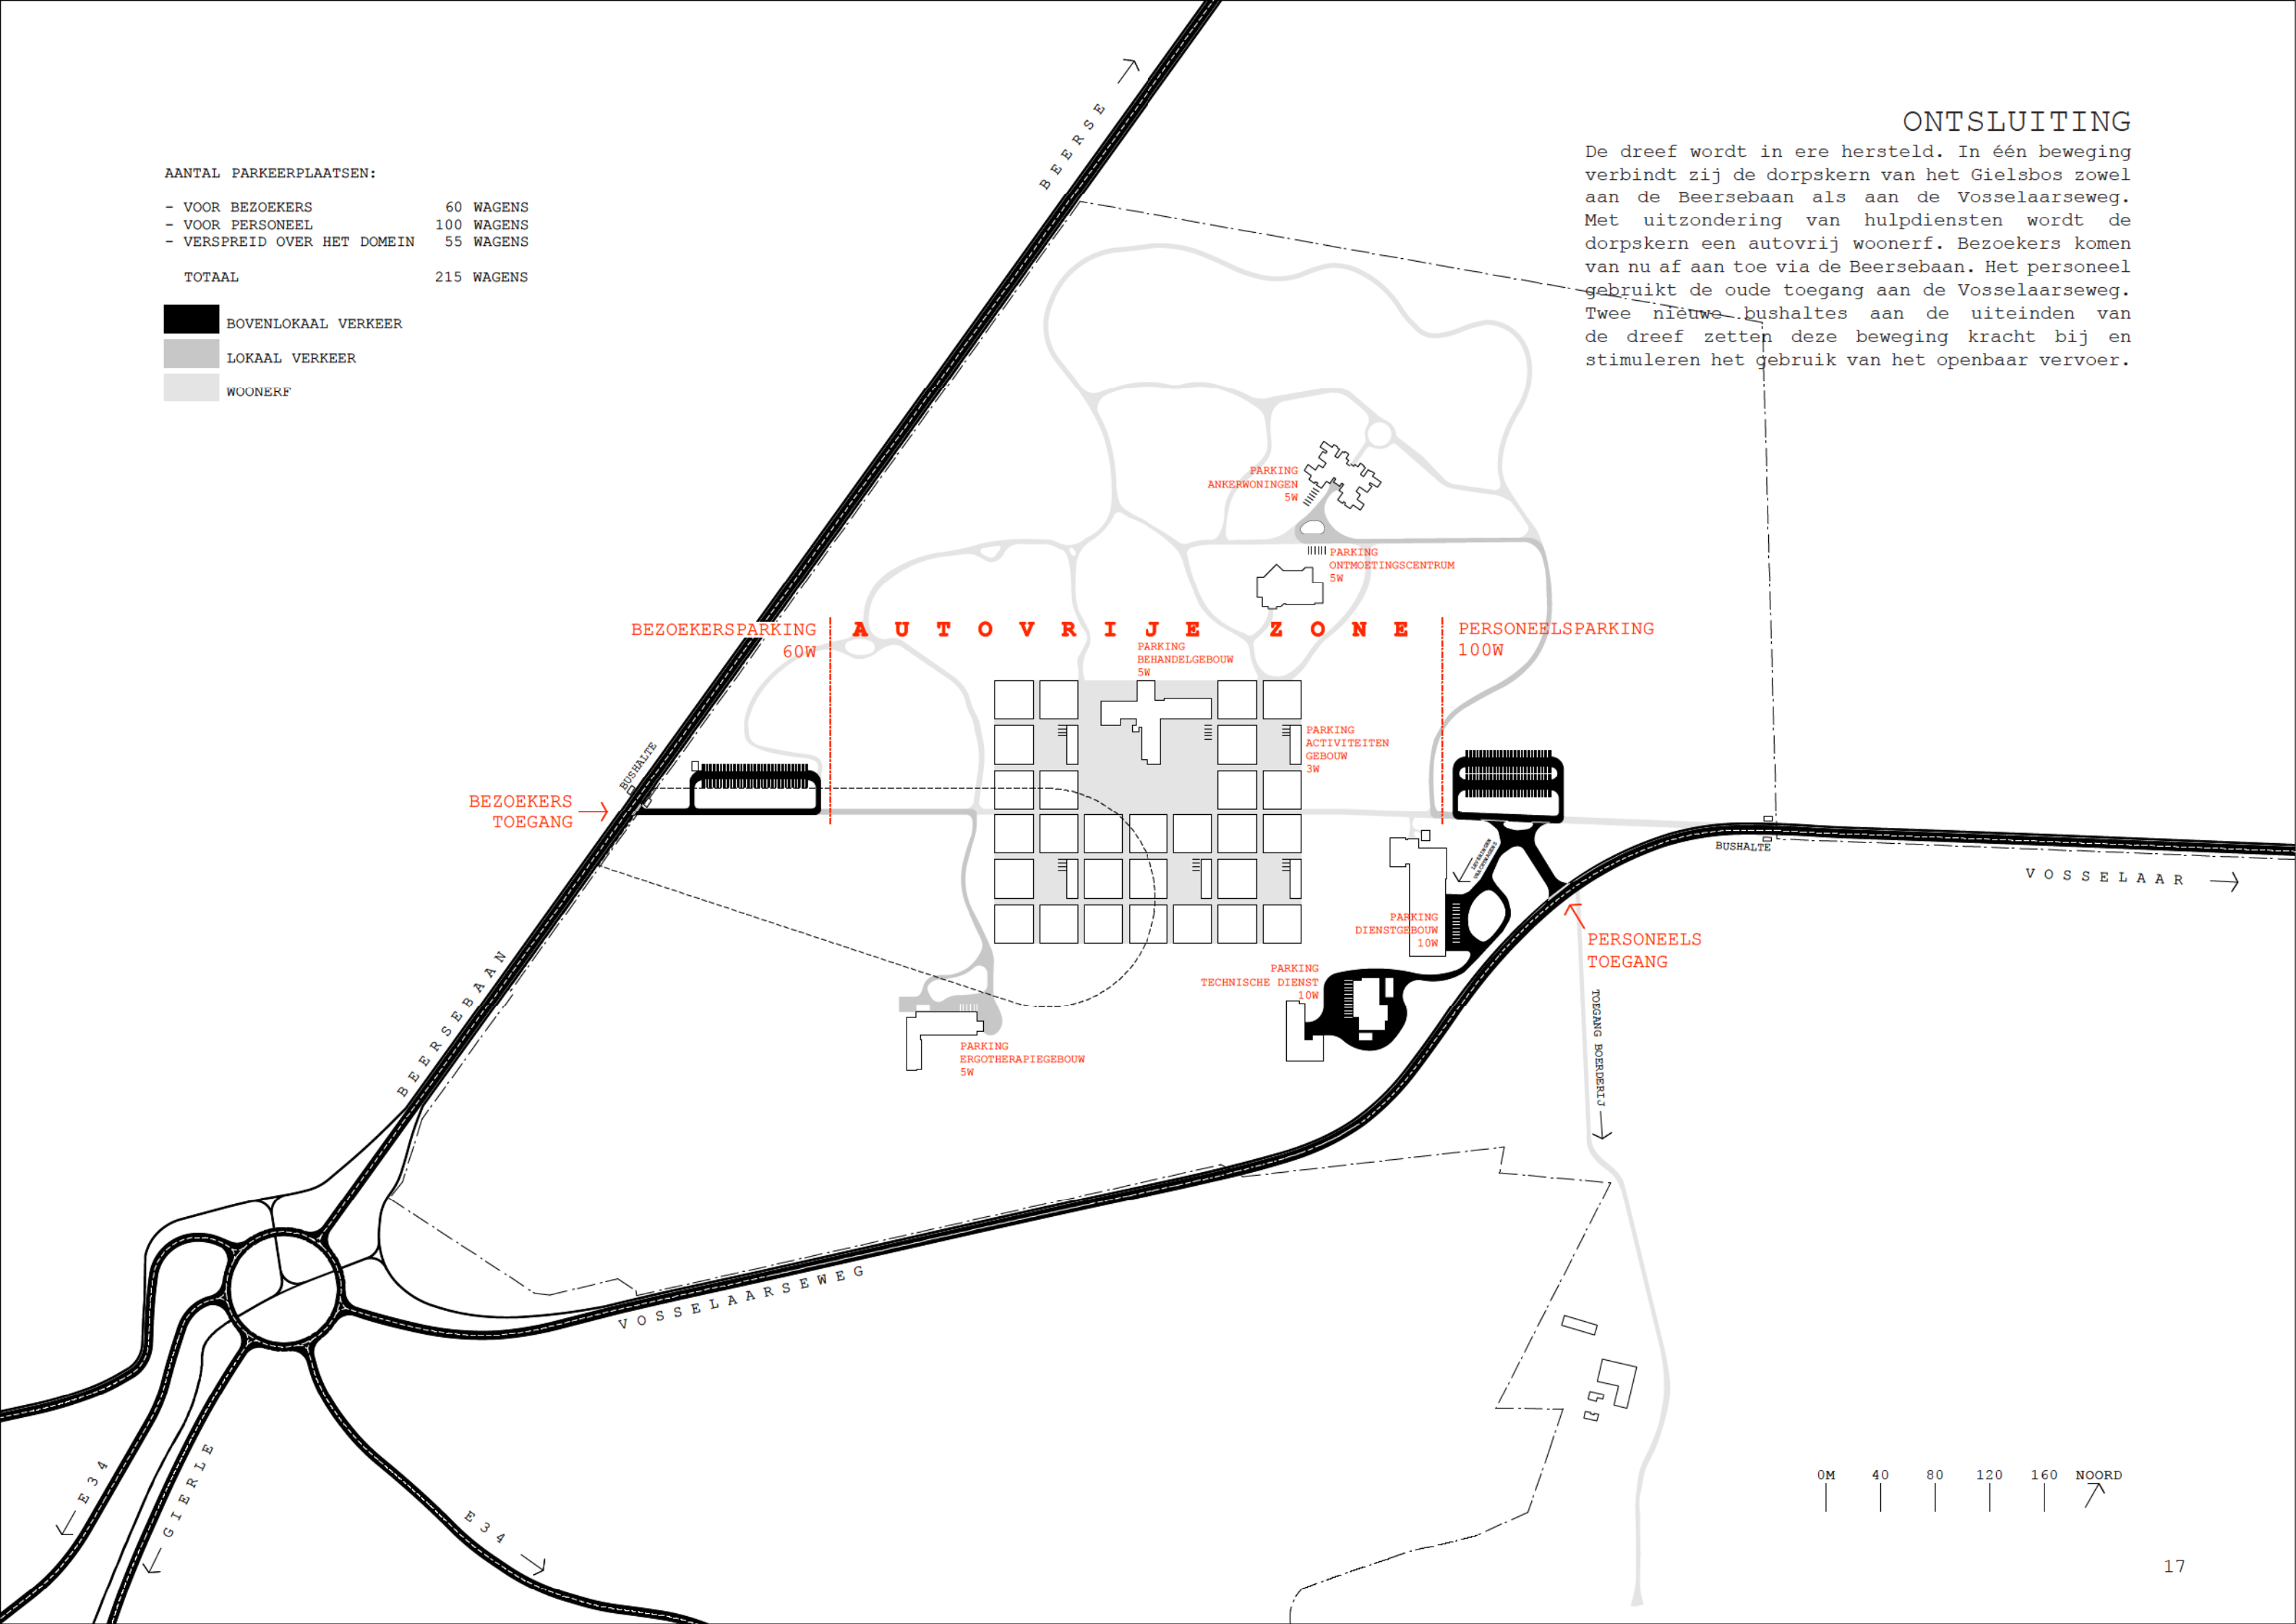 ONTSLUITING
De dreef wordt in ere hersteld. In één beweging
verbindt zij de dorpskern van het Gielsbos zowel
aan de Beersebaan als aan de Vosselaarseweg.
Met uitzondering van hulpdiensten wordt de
dorpskern een autovrij woonerf. Bezoekers komen
van nu af aan toe via de Beersebaan. Het personeel
gebruikt de oude toegang aan de Vosselaarseweg.
Twee nieuwe bushaltes aan de uiteinden van
de dreef zetten deze beweging kracht bij en
stimuleren het gebruik van het openbaar vervoer.
AANTAL PARKEERPLAATSEN:
- VOOR BEZOEKERS 60 WAGENS
- VOOR PERSONEEL 100 WAGENS
- VERSPREID OVER HET DOMEIN 55 WAGENS
TOTAAL 215 WAGENS
BOVENLOKAAL VERKEER
LOKAAL VERKEER
WOONERF
BEERSE
PARKING
ANKERWONINGEN
5W
PARKING
ONTMOETINGSCENTRUM
5W
BEZOEKERSPARKING
60W
AUTOVRIJE ZONE
PERSONEELSPARKING
100W
PARKING
BEHANDELGEBOUW
5W
PARKING
ACTIVITEITEN
GEBOUW
3W
BUSHALTE
BEZOEKERS
TOEGANG
BUSHALTE
VOSSELAAR
PARKING
DIENSTGEBOUW
10W
PERSONEELS
TOEGANG
PARKING
TECHNISCHE DIENST
10W
TOEGANG BOERDERIJ
PARKING
ERGOTHERAPIEGEBOUW
5W
BEERSEBAAN
VOSSELAARSEWEG
E34
GIERLE
E34
0M 40 80 120 160 NOORD
17